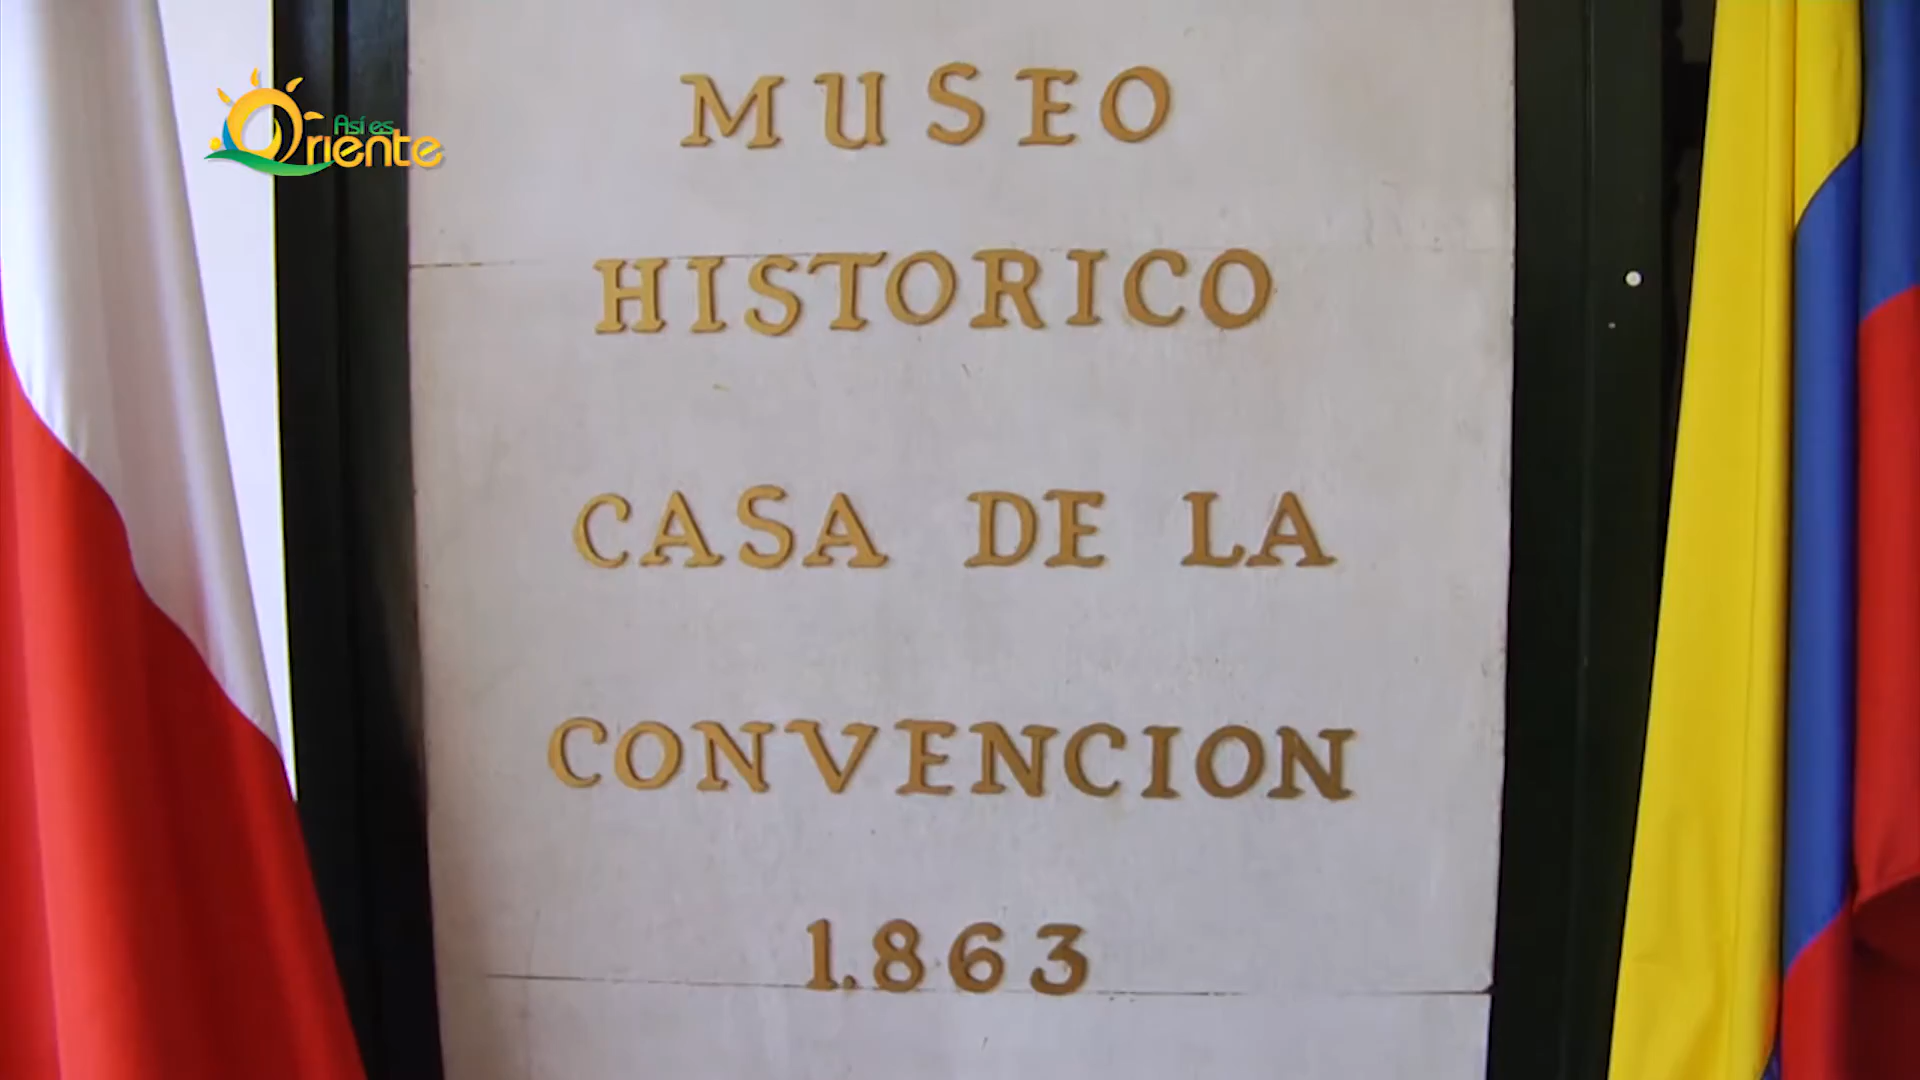 Así es
Oriente
MUSEO
HISTORICO
CASA DE LA
CONVENCION
1.863